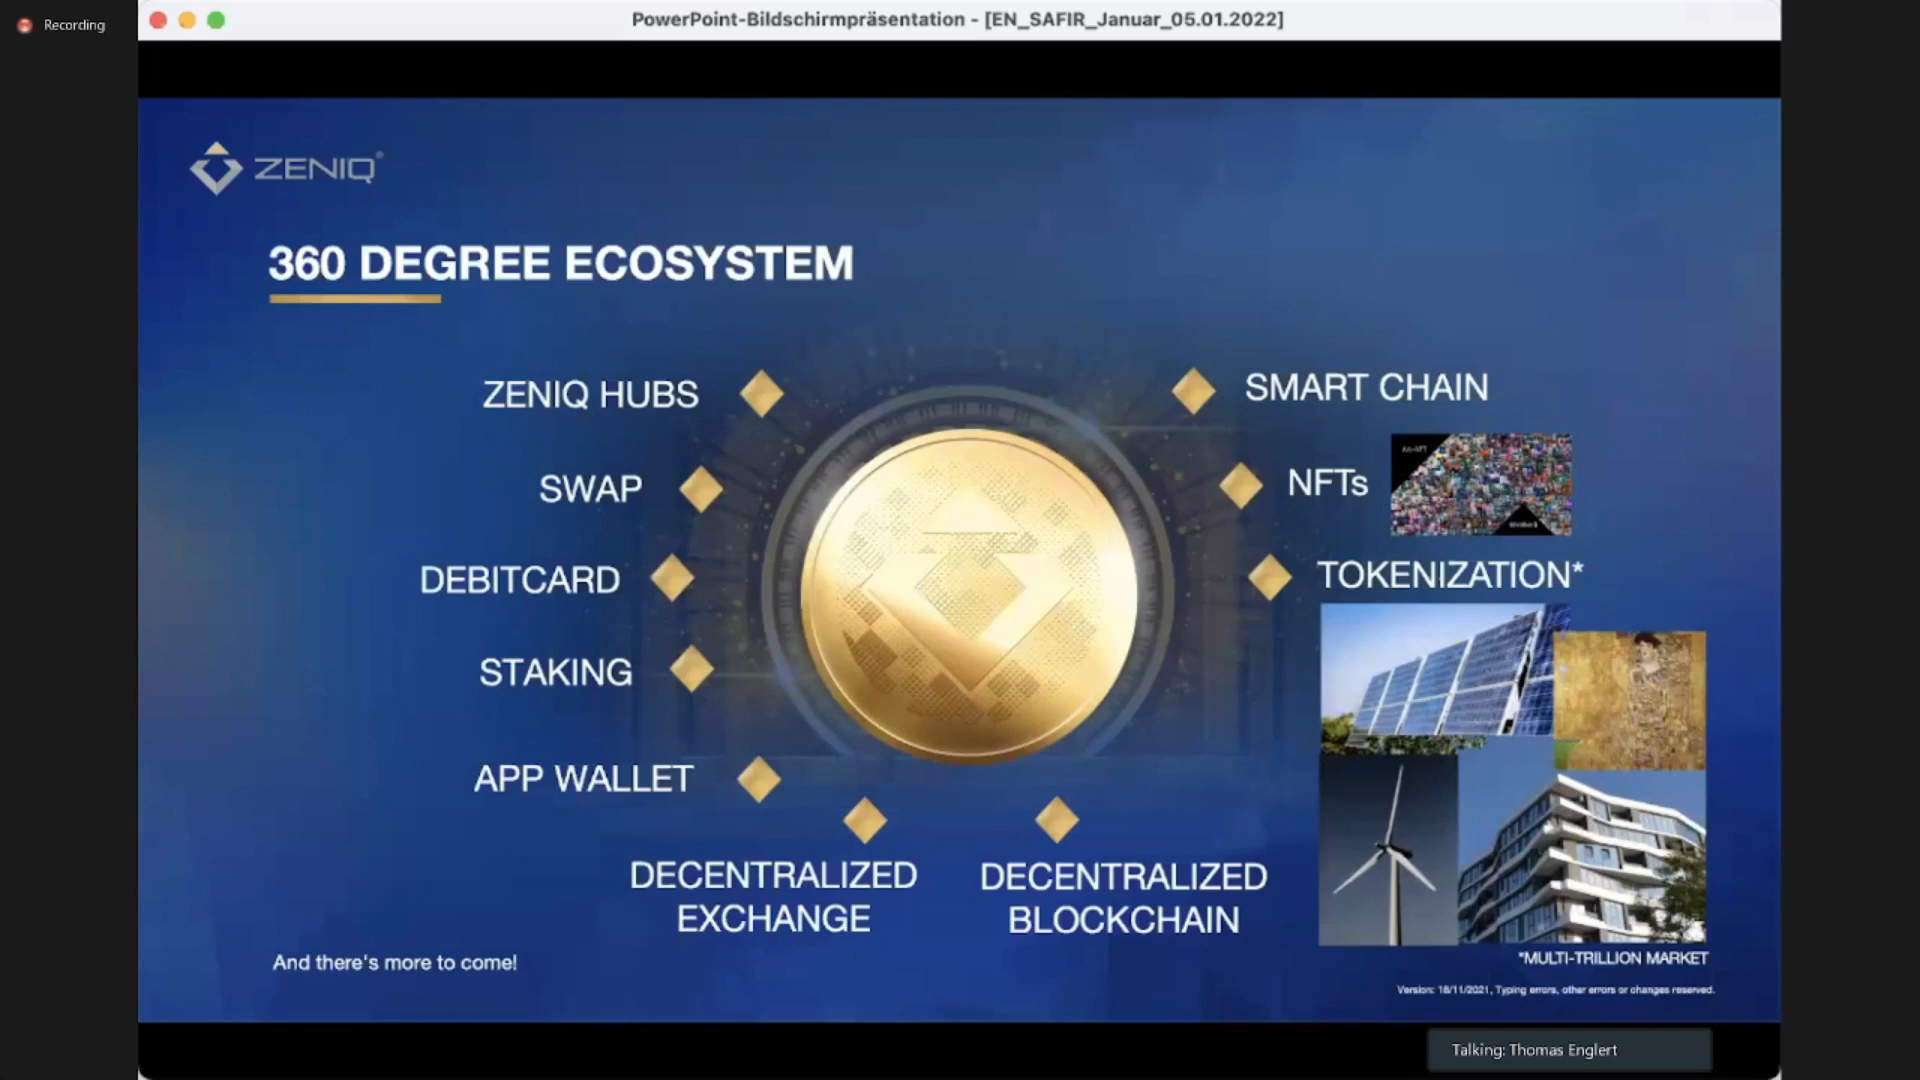 Recording
PowerPoint-Bildschirmpräsentation - [EN_SAFIR_Januar_05.01.2022]
ZENIQ®
360 DEGREE ECOSYSTEM
ZENIQ HUBS
SWAP
DEBITCARD
STAKING
APP WALLET
DECENTRALIZED
EXCHANGE
DECENTRALIZED
BLOCKCHAIN
SMART CHAIN
NFTs
TOKENIZATION*
*MULTI-TRILLION MARKET
And there's more to come!
Version: 18/11/2021, Typing errors, other errors or changes reserved.
Talking: Thomas Englert